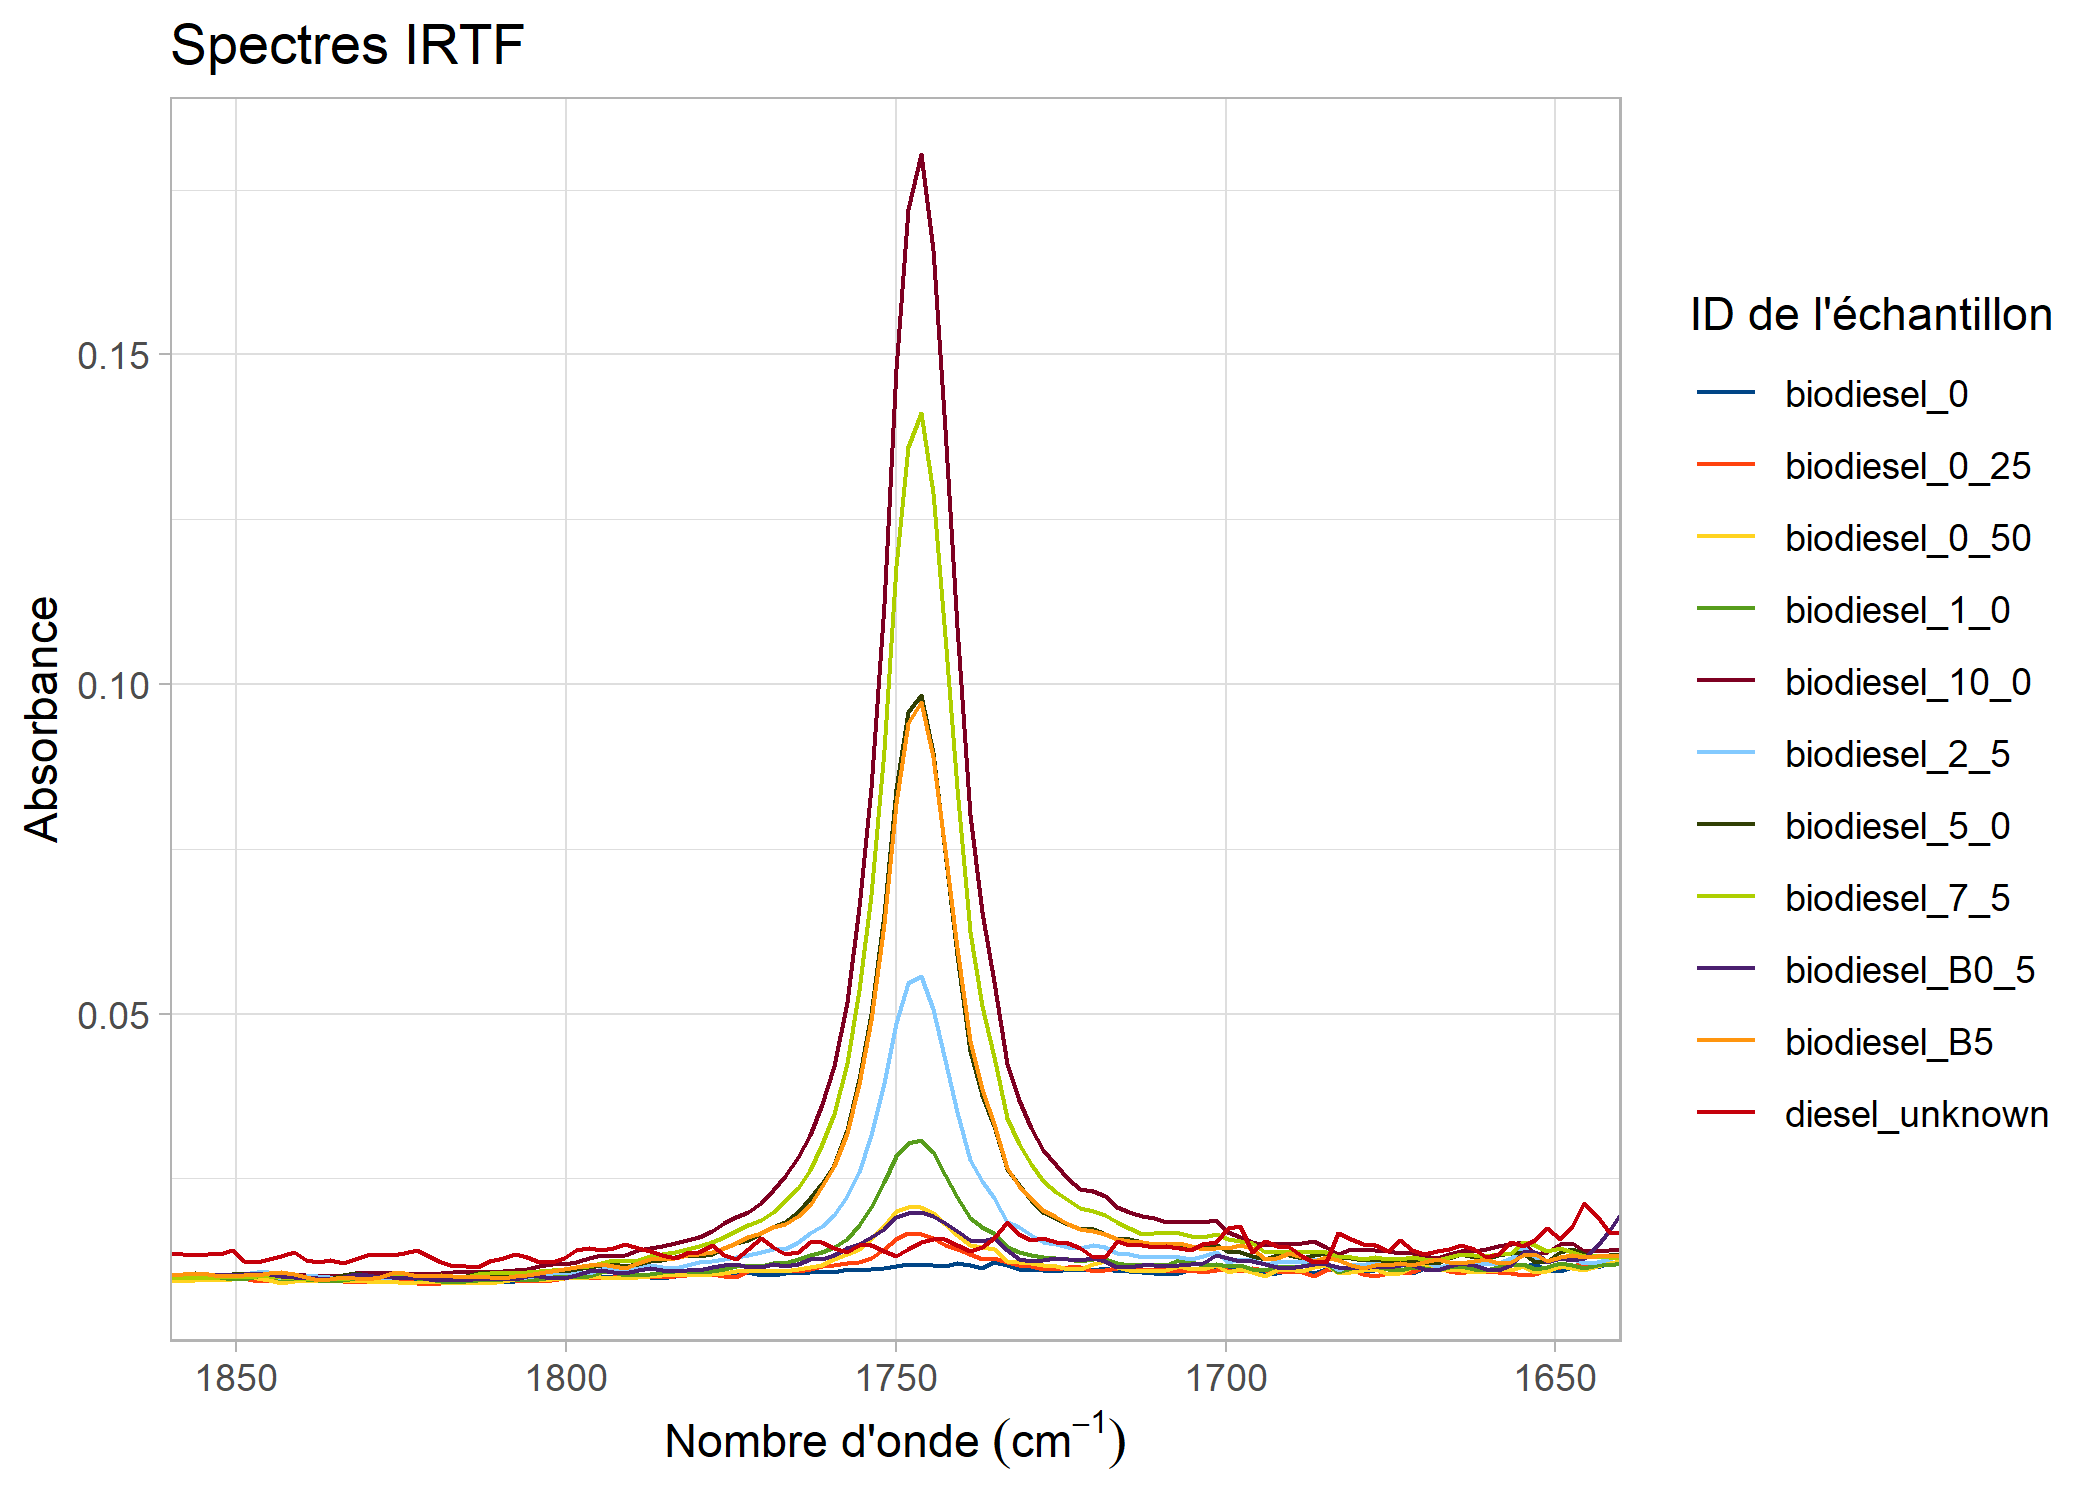 Spectres IRTF
0.15
0.10
0.05
Absorbance
1850
1800
1750
1700
1650
Nombre d'onde (cm⁻¹)
ID de l'échantillon
biodiesel_0
biodiesel_0_25
biodiesel_0_50
biodiesel_1_0
biodiesel_10_0
biodiesel_2_5
biodiesel_5_0
biodiesel_7_5
biodiesel_B0_5
biodiesel_B5
diesel_unknown